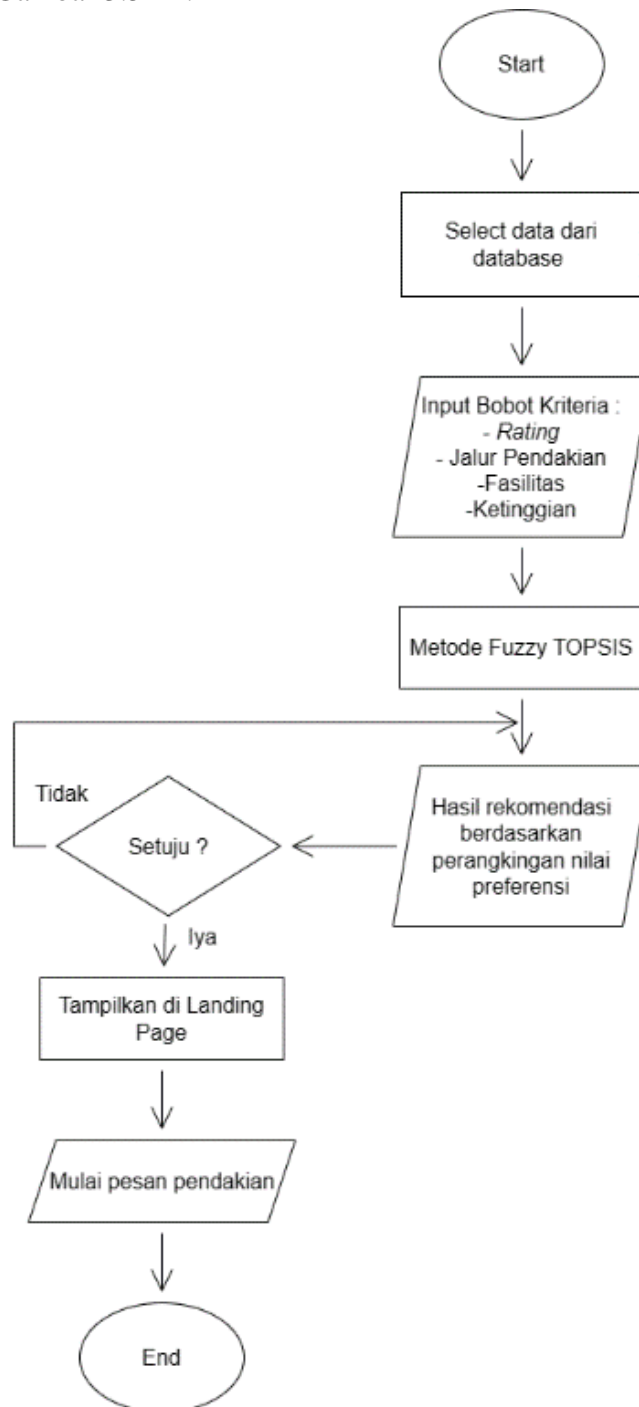 Start
Select data dari
database
Input Bobot Kriteria :
- Rating
- Jalur Pendakian
-Fasilitas
-Ketinggian
Metode Fuzzy TOPSIS
Hasil rekomendasi
berdasarkan
perangkingan nilai
preferensi
Setuju ?
Tidak
Iya
Tampilkan di Landing
Page
Mulai pesan pendakian
End